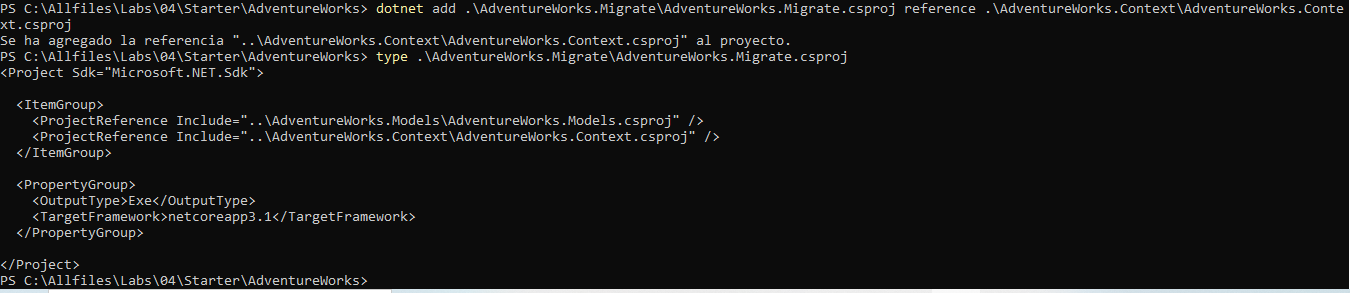 PS C:\Allfiles\Labs\04\Starter\AdventureWorks> dotnet add .\AdventureWorks.Migrate\AdventureWorks.Migrate.csproj reference .\AdventureWorks.Context\AdventureWorks.Conte
xt.csproj
Se ha agregado la referencia "..\AdventureWorks.Context\AdventureWorks.Context.csproj" al proyecto.
PS C:\Allfiles\Labs\04\Starter\AdventureWorks> type .\AdventureWorks.Migrate\AdventureWorks.Migrate.csproj
<Project Sdk="Microsoft.NET.Sdk">

  <ItemGroup>
    <ProjectReference Include="..\AdventureWorks.Models\AdventureWorks.Models.csproj" />
    <ProjectReference Include="..\AdventureWorks.Context\AdventureWorks.Context.csproj" />
  </ItemGroup>

  <PropertyGroup>
    <OutputType>Exe</OutputType>
    <TargetFramework>netcoreapp3.1</TargetFramework>
  </PropertyGroup>

</Project>
PS C:\Allfiles\Labs\04\Starter\AdventureWorks>